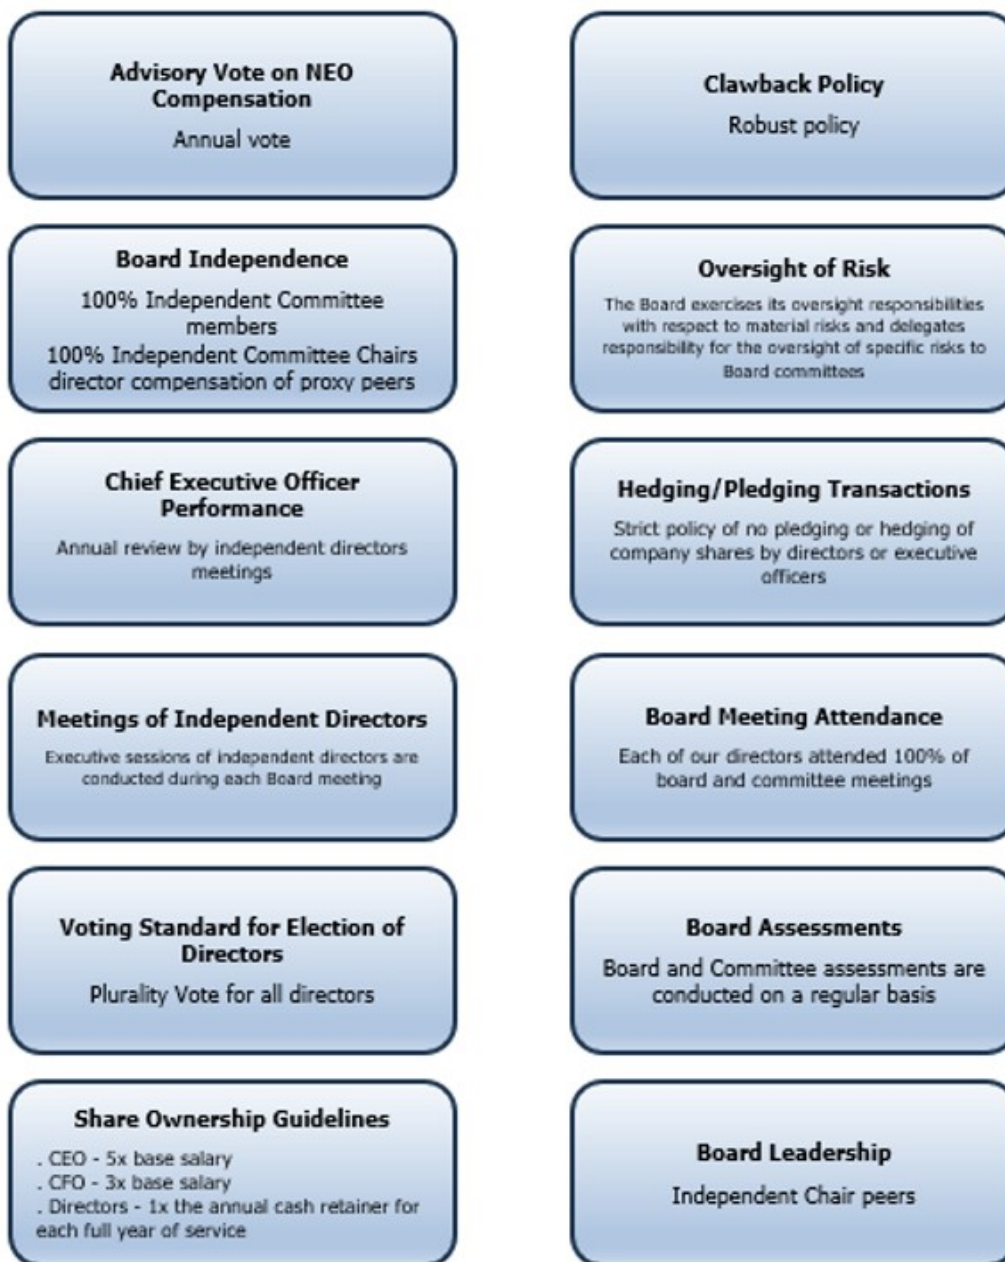 Advisory Vote on NEO
Compensation
Annual vote
Clawback Policy
Robust policy
Board Independence
100% Independent Committee
members
100% Independent Committee Chairs
director compensation of proxy peers
Oversight of Risk
The Board exercises its oversight responsibilities
with respect to material risks and delegates
responsibility for the oversight of specific risks to
Board committees
Chief Executive Officer
Performance
Annual review by independent directors
meetings
Hedging/Pledging Transactions
Strict policy of no pledging or hedging of
company shares by directors or executive
officers
Meetings of Independent Directors
Executive sessions of independent directors are
conducted during each Board meeting
Board Meeting Attendance
Each of our directors attended 100% of
board and committee meetings
Voting Standard for Election of
Directors
Plurality Vote for all directors
Board Assessments
Board and Committee assessments are
conducted on a regular basis
Share Ownership Guidelines
. CEO - 5x base salary
. CFO - 3x base salary
. Directors - 1x the annual cash retainer for
each full year of service
Board Leadership
Independent Chair peers